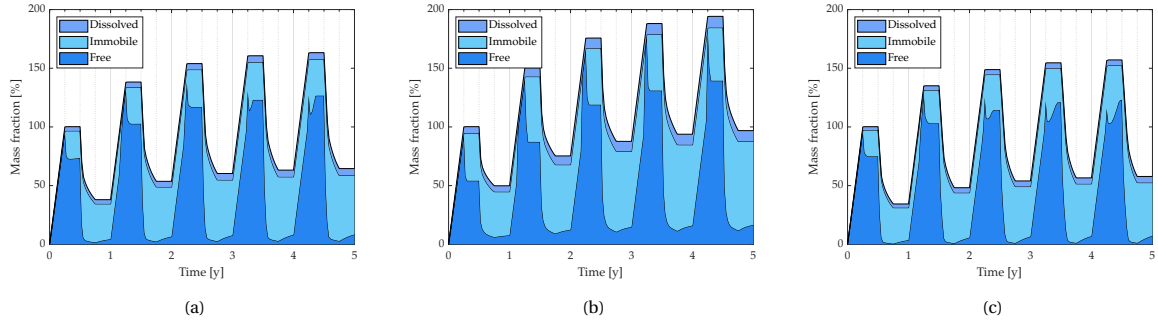 200
150
100
50
0
Mass fraction [%]
Dissolved
Immobile
Free
0 1 2 3 4 5
Time [y]
(a)
200
150
100
50
0
Mass fraction [%]
Dissolved
Immobile
Free
0 1 2 3 4 5
Time [y]
(b)
200
150
100
50
0
Mass fraction [%]
Dissolved
Immobile
Free
0 1 2 3 4 5
Time [y]
(c)